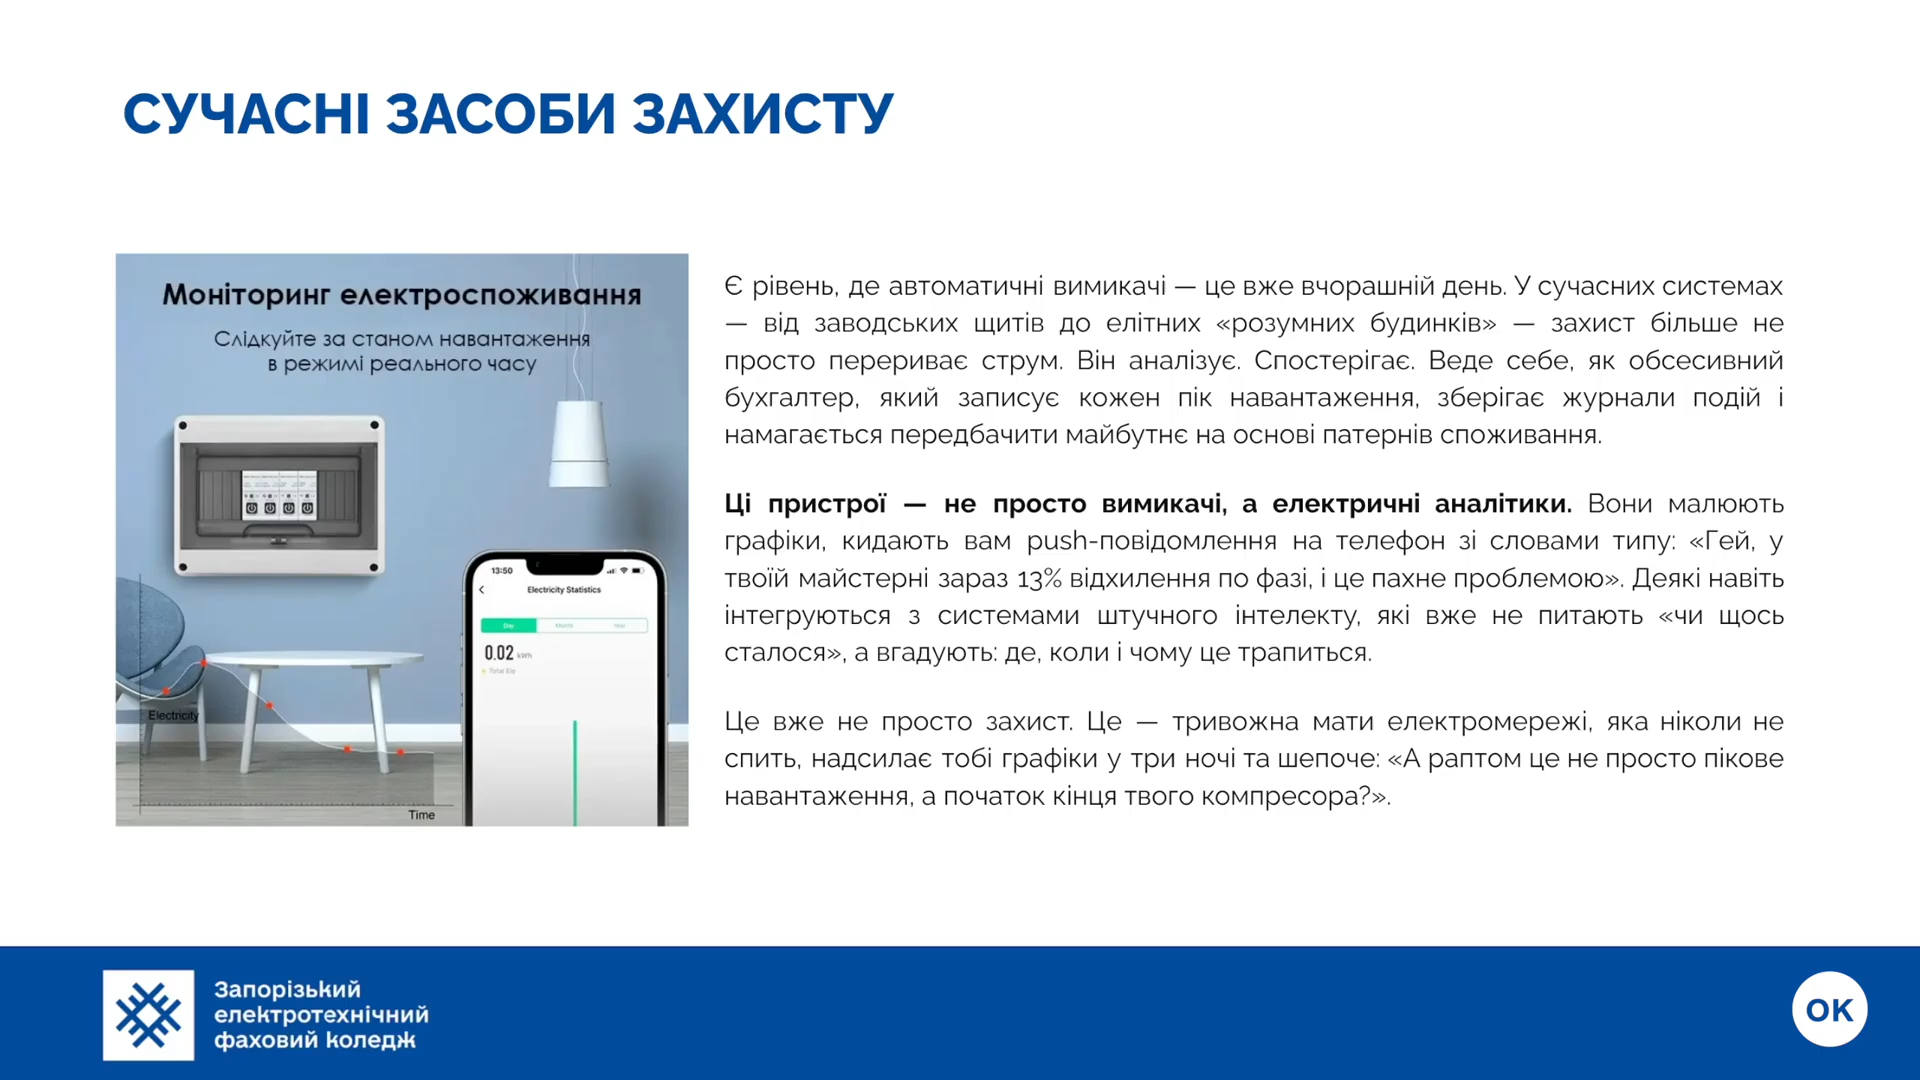 СУЧАСНІ ЗАСОБИ ЗАХИСТУ
Моніторинг електроспоживання
Слідкуйте за станом навантаження
в режимі реального часу
13:50
Electricity Statistics
Day Month Year
0.02 kWh
Total Ele
Electricity
Time
Є рівень, де автоматичні вимикачі — це вже вчорашній день. У сучасних системах
— від заводських щитів до елітних «розумних будинків» — захист більше не
просто перериває струм. Він аналізує. Спостерігає. Веде себе, як обсесивний
бухгалтер, який записує кожен пік навантаження, зберігає журнали подій і
намагається передбачити майбутнє на основі патернів споживання.
Ці пристрої — не просто вимикачі, а електричні аналітики. Вони малюють
графіки, кидають вам push-повідомлення на телефон зі словами типу: «Гей, у
твоїй майстерні зараз 13% відхилення по фазі, і це пахне проблемою». Деякі навіть
інтегруються з системами штучного інтелекту, які вже не питають «чи щось
сталося», а вгадують: де, коли і чому це трапиться.
Це вже не просто захист. Це — тривожна мати електромережі, яка ніколи не
спить, надсилає тобі графіки у три ночі та шепоче: «А раптом це не просто пікове
навантаження, а початок кінця твого компресора?».
Запорізький
електротехнічний
фаховий коледж
ОК